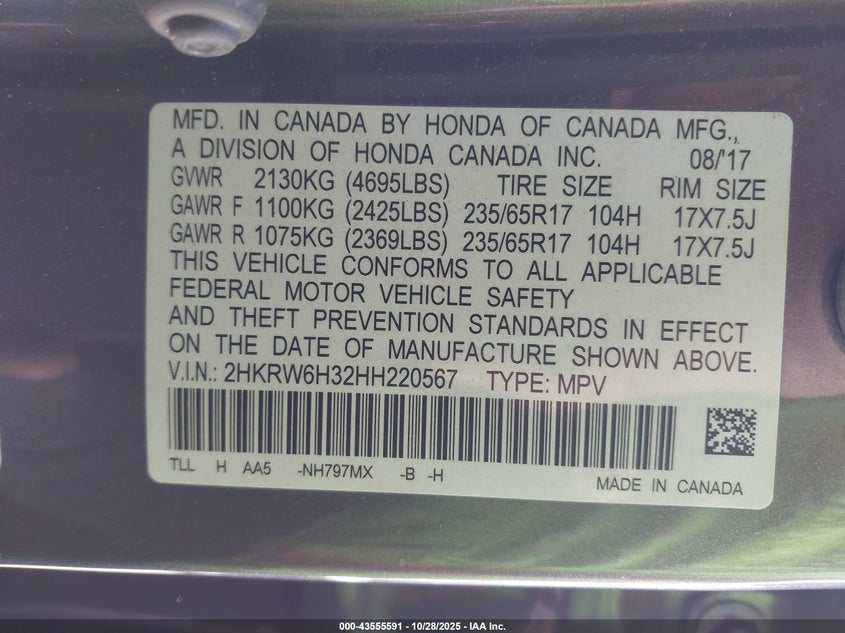 MFD. IN CANADA BY HONDA OF CANADA MFG.,
A DIVISION OF HONDA CANADA INC. 08/'17
GVWR 2130KG (4695LBS) TIRE SIZE RIM SIZE
GAWR F 1100KG (2425LBS) 235/65R17 104H 17X7.5J
GAWR R 1075KG (2369LBS) 235/65R17 104H 17X7.5J
THIS VEHICLE CONFORMS TO ALL APPLICABLE
FEDERAL MOTOR VEHICLE SAFETY
AND THEFT PREVENTION STANDARDS IN EFFECT
ON THE DATE OF MANUFACTURE SHOWN ABOVE.
V.I.N.: 2HKRW6H32HH220567 TYPE: MPV
TLL H AA5 -NH797MX -B -H
MADE IN CANADA
000-43555591 - 10/28/2025 - IAA Inc.